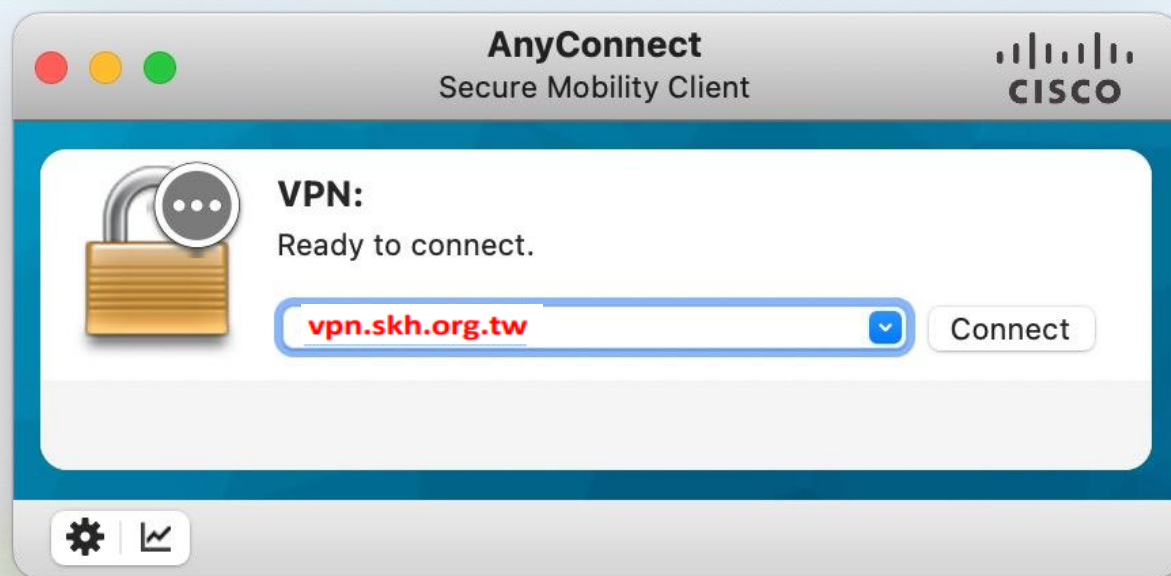 AnyConnect
Secure Mobility Client
CISCO
VPN:
Ready to connect.
vpn.skh.org.tw
Connect